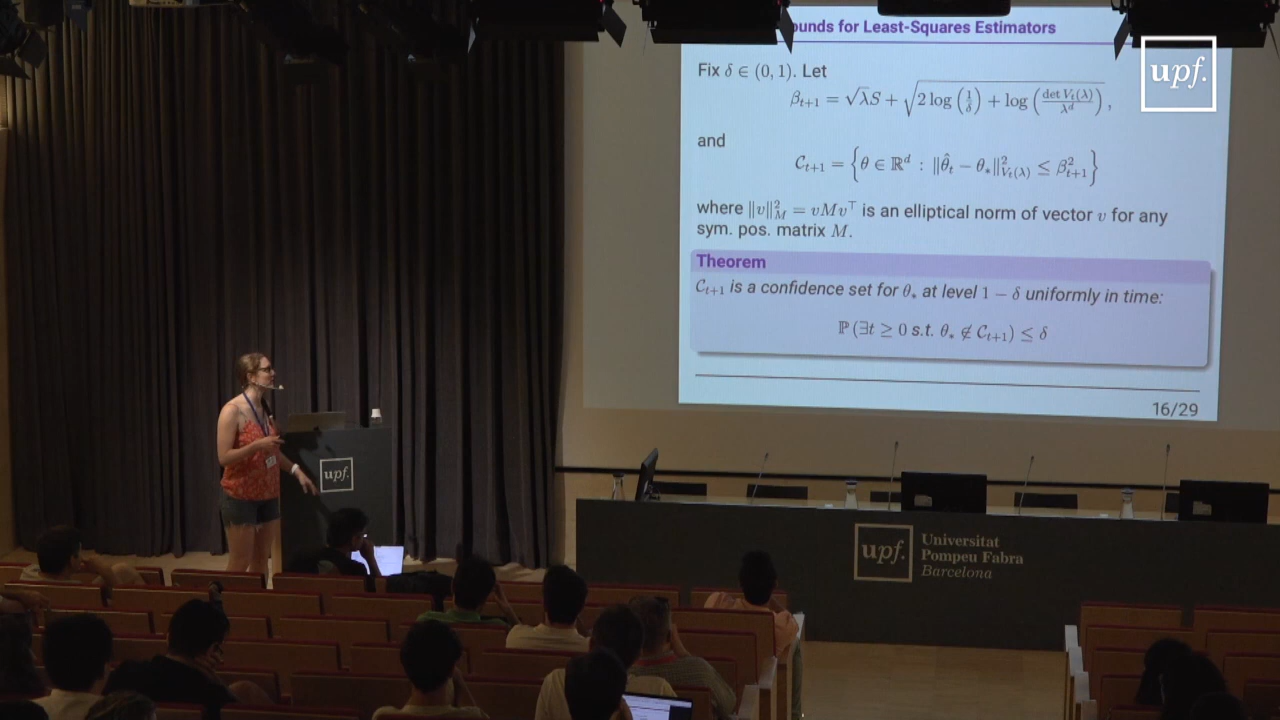 unds for Least-Squares Estimators
upf.
Fix δ ∈ (0, 1). Let
β_{t+1} = √λS + √(2 log (1/δ) + log (det V_t(λ)/λ^d)),
and
𝒞_{t+1} = {θ ∈ ℝ^d : ‖θ̂_t − θ_*‖²_{V_t(λ)} ≤ β²_{t+1}}
where ‖v‖²_M = vMv^⊤ is an elliptical norm of vector v for any
sym. pos. matrix M.
Theorem
𝒞_{t+1} is a confidence set for θ_* at level 1 − δ uniformly in time:
ℙ (∃t ≥ 0 s.t. θ_* ∉ 𝒞_{t+1}) ≤ δ
16/29
upf.
upf.
Universitat
Pompeu Fabra
Barcelona